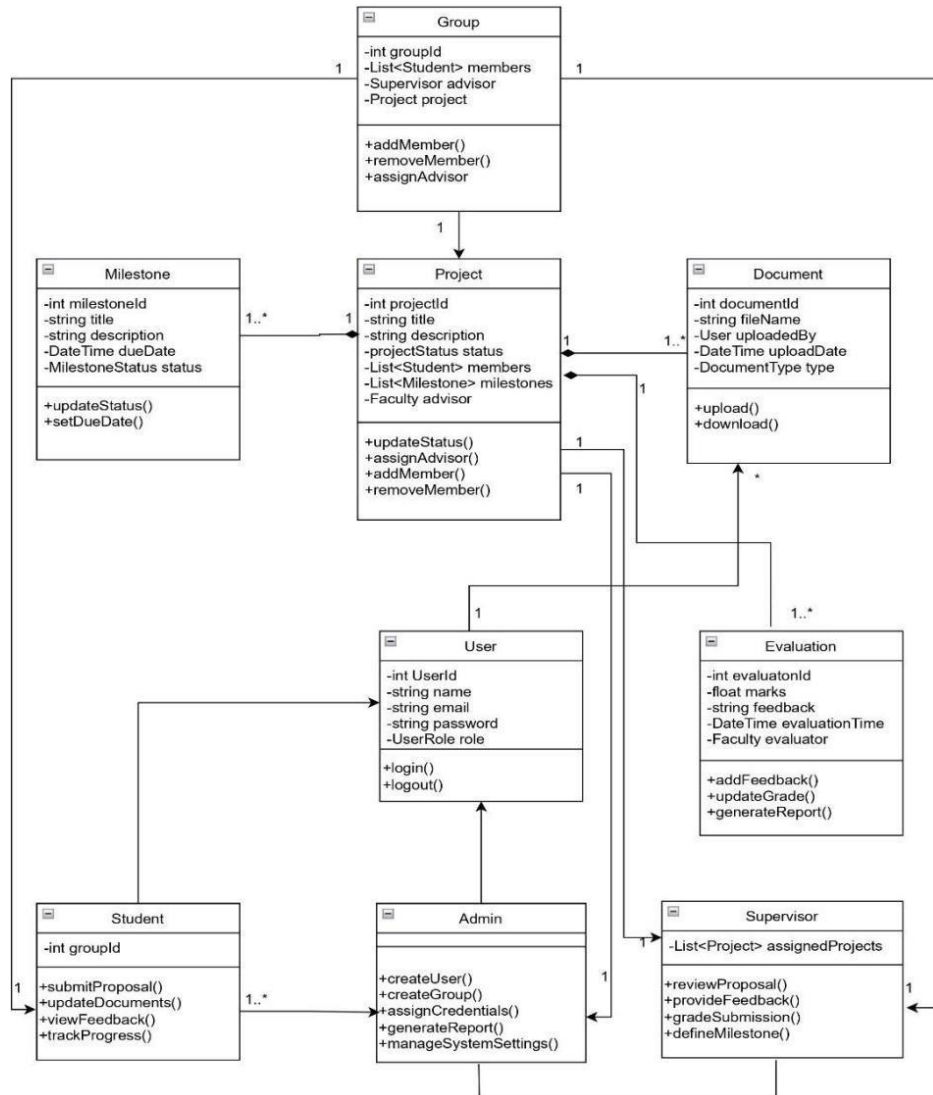 Group
-int groupId
-List<Student> members
-Supervisor advisor
-Project project
+addMember()
+removeMember()
+assignAdvisor
1
1
1
Milestone
-int milestoneId
-string title
-string description
-DateTime dueDate
-MilestoneStatus status
+updateStatus()
+setDueDate()
1..*
1
Project
-int projectId
-string title
-string description
-projectStatus status
-List<Student> members
-List<Milestone> milestones
-Faculty advisor
+updateStatus()
+assignAdvisor()
+addMember()
+removeMember()
1
1..*
1
1
1
Document
-int documentId
-string fileName
-User uploadedBy
-DateTime uploadDate
-DocumentType type
+upload()
+download()
*
1
User
-int UserId
-string name
-string email
-string password
-UserRole role
+login()
+logout()
1..*
Evaluation
-int evaluatonId
-float marks
-string feedback
-DateTime evaluationTime
-Faculty evaluator
+addFeedback()
+updateGrade()
+generateReport()
Student
-int groupId
+submitProposal()
+updateDocuments()
+viewFeedback()
+trackProgress()
1
1..*
Admin
+createUser()
+createGroup()
+assignCredentials()
+generateReport()
+manageSystemSettings()
1
1
Supervisor
-List<Project> assignedProjects
+reviewProposal()
+provideFeedback()
+gradeSubmission()
+defineMilestone()
1